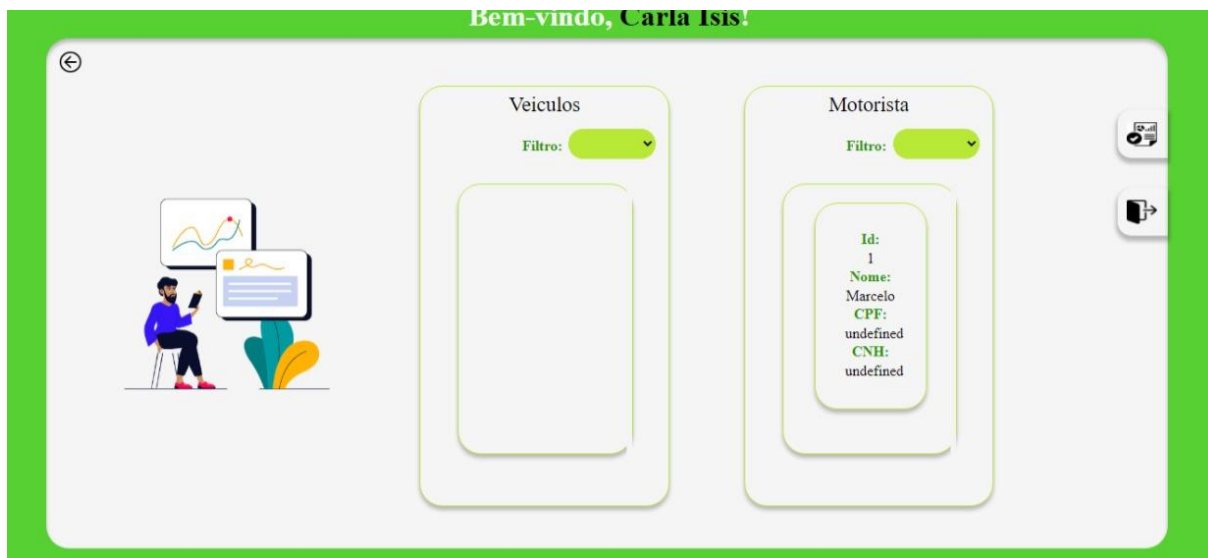 Bem-vindo, Carla Isis!
Veiculos
Filtro:
Motorista
Filtro:
Id:
1
Nome:
Marcelo
CPF:
undefined
CNH:
undefined